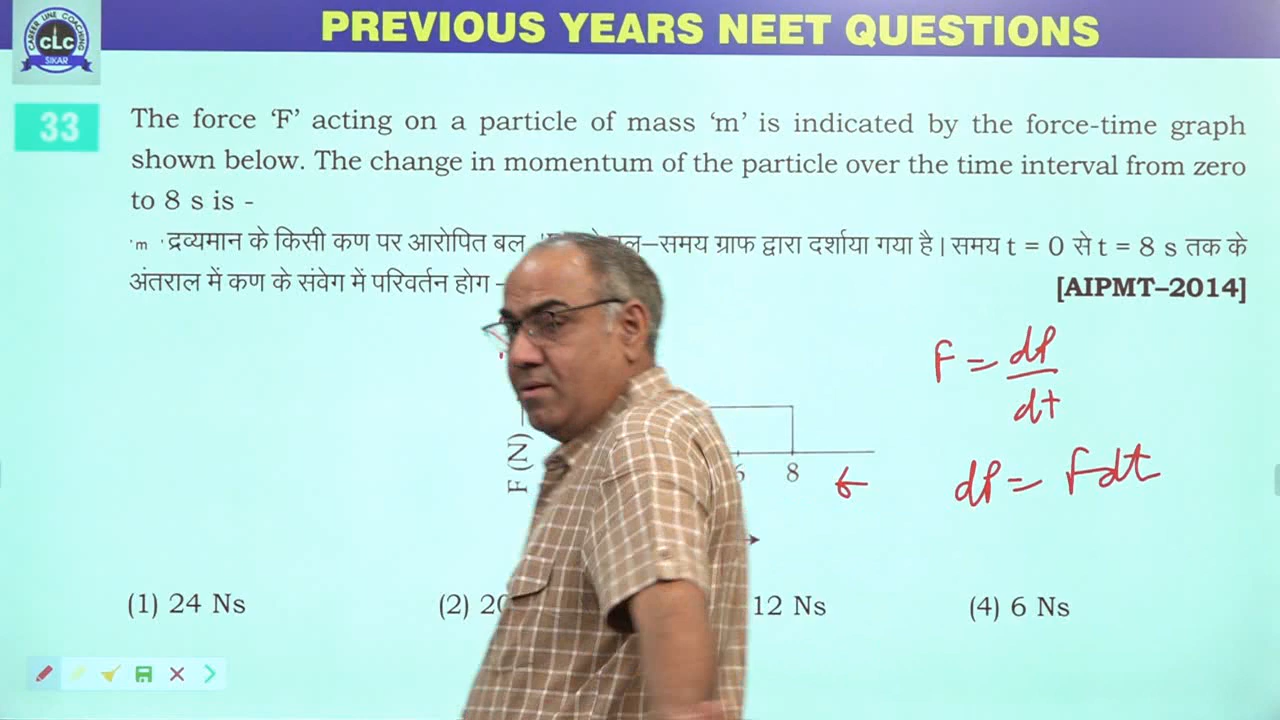 PREVIOUS YEARS NEET QUESTIONS
CAREER LINE COACHING
CLC
SIKAR
33
The force ‘F’ acting on a particle of mass ‘m’ is indicated by the force-time graph
shown below. The change in momentum of the particle over the time interval from zero
to 8 s is -
‘m’ द्रव्यमान के किसी कण पर आरोपित बल –समय ग्राफ द्वारा दर्शाया गया है। समय t = 0 से t = 8 s तक के
अंतराल में कण के संवेग में परिवर्तन होग –
[AIPMT–2014]
F = dP
dt
F (N)
8
t
dP = Fdt
(1) 24 Ns
(2)
12 Ns
(4) 6 Ns